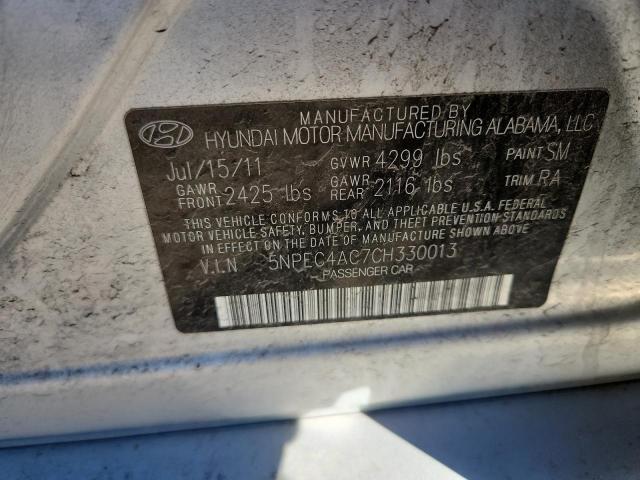 MANUFACTURED BY
HYUNDAI MOTOR MANUFACTURING ALABAMA, LLC
Jul/15/11 GVWR 4299 lbs PAINT SM
GAWR FRONT 2425 lbs GAWR REAR 2116 lbs TRIM RA
THIS VEHICLE CONFORMS TO ALL APPLICABLE U.S.A. FEDERAL
MOTOR VEHICLE SAFETY, BUMPER, AND THEFT PREVENTION STANDARDS
IN EFFECT ON THE DATE OF MANUFACTURE SHOWN ABOVE.
V.I.N 5NPEC4AC7CH330013
PASSENGER CAR